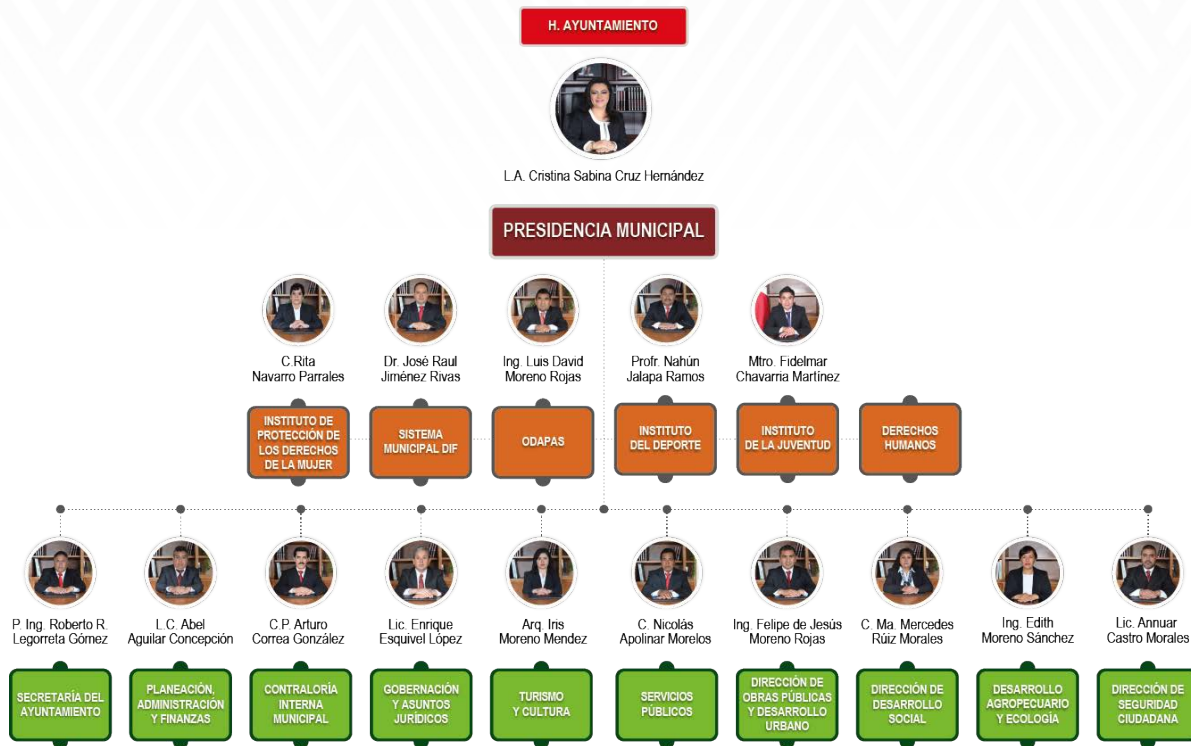 H. AYUNTAMIENTO
L.A. Cristina Sabina Cruz Hernández
PRESIDENCIA MUNICIPAL
C.Rita
Navarro Parrales
Dr. José Raul
Jiménez Rivas
Ing. Luis David
Moreno Rojas
Profr. Nahún
Jalapa Ramos
Mtro. Fidelmar
Chavarria Martínez
INSTITUTO DE
PROTECCIÓN DE
LOS DERECHOS
DE LA MUJER
SISTEMA
MUNICIPAL DIF
ODAPAS
INSTITUTO
DEL DEPORTE
INSTITUTO
DE LA JUVENTUD
DERECHOS
HUMANOS
P. Ing. Roberto R.
Legorreta Gómez
L.C. Abel
Aguilar Concepción
C.P. Arturo
Correa González
Lic. Enrique
Esquivel López
Arq. Iris
Moreno Mendez
C. Nicolás
Apolinar Morelos
Ing. Felipe de Jesús
Moreno Rojas
C. Ma. Mercedes
Rúiz Morales
Ing. Edith
Moreno Sánchez
Lic. Annuar
Castro Morales
SECRETARÍA DEL
AYUNTAMIENTO
PLANEACIÓN,
ADMINISTRACIÓN
Y FINANZAS
CONTRALORÍA
INTERNA
MUNICIPAL
GOBERNACIÓN
Y ASUNTOS
JURÍDICOS
TURISMO
Y CULTURA
SERVICIOS
PÚBLICOS
DIRECCIÓN DE
OBRAS PÚBLICAS
Y DESARROLLO
URBANO
DIRECCIÓN DE
DESARROLLO
SOCIAL
DESARROLLO
AGROPECUARIO
Y ECOLOGÍA
DIRECCIÓN DE
SEGURIDAD
CIUDADANA